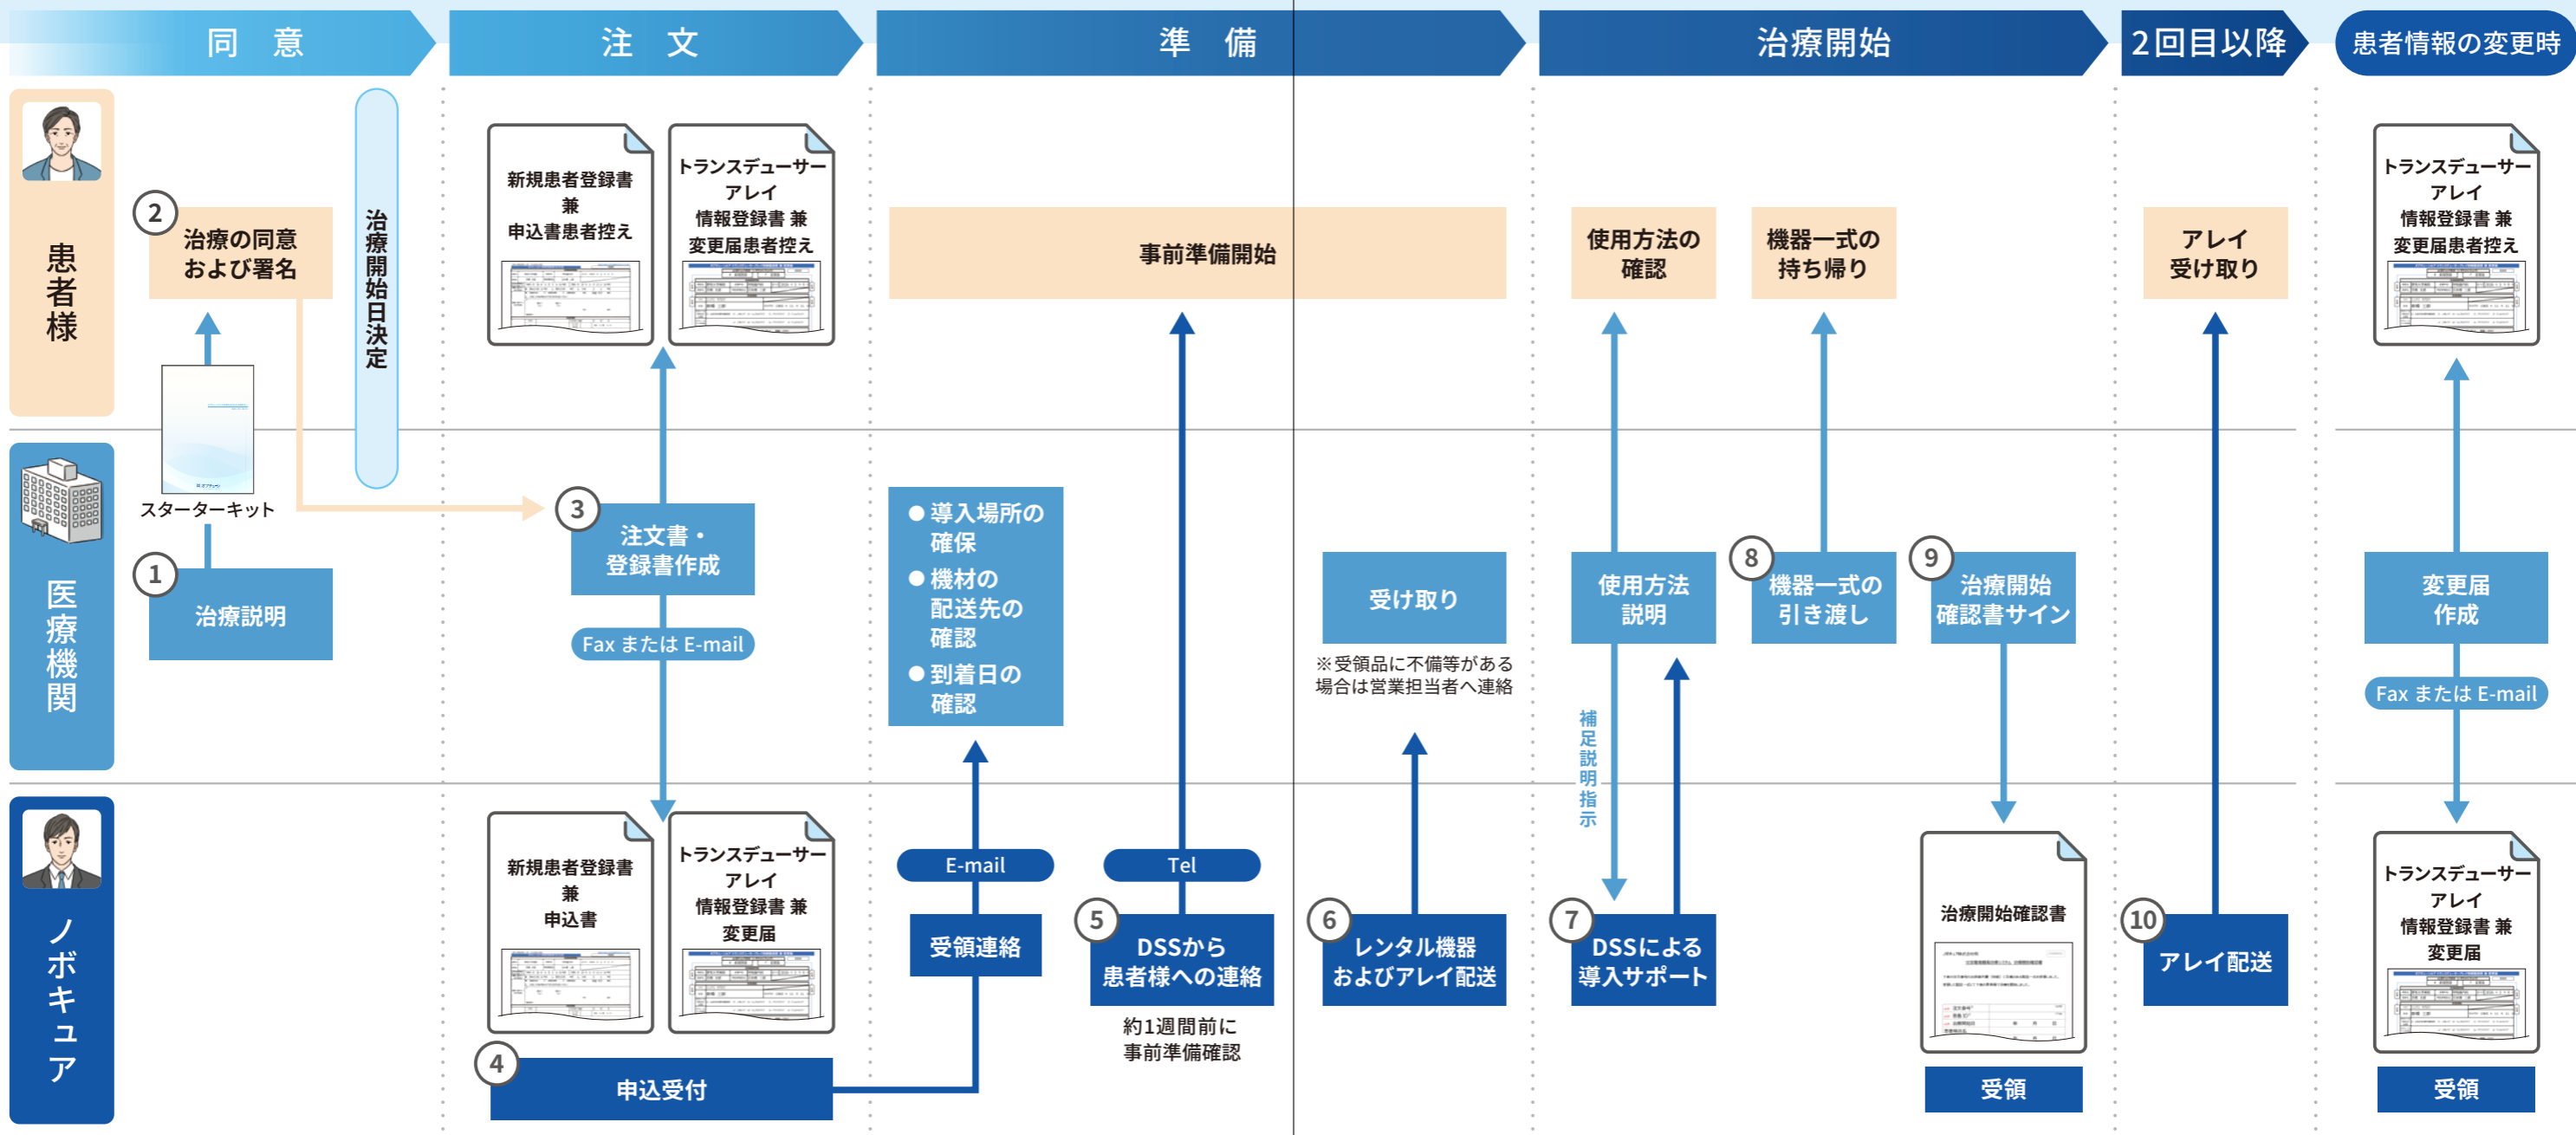 同　意
注　文
準　備
治療開始
2回目以降
患者情報の変更時
患者様
②
治療の同意
および署名
治療開始日決定
新規患者登録書
兼
申込書患者控え
トランスデューサー
アレイ
情報登録書 兼
変更届患者控え
事前準備開始
使用方法の
確認
機器一式の
持ち帰り
アレイ
受け取り
トランスデューサー
アレイ
情報登録書 兼
変更届患者控え
医療機関
スターターキット
①
治療説明
③
注文書・
登録書作成
Fax または E-mail
● 導入場所の
確保
● 機材の
配送先の
確認
● 到着日の
確認
受け取り
※受領品に不備等がある
場合は営業担当者へ連絡
使用方法
説明
補足説明指示
⑧
機器一式の
引き渡し
⑨
治療開始
確認書サイン
変更届
作成
Fax または E-mail
ノボキュア
新規患者登録書
兼
申込書
トランスデューサー
アレイ
情報登録書 兼
変更届
④
申込受付
E-mail
受領連絡
Tel
⑤
DSSから
患者様への連絡
約1週間前に
事前準備確認
⑥
レンタル機器
およびアレイ配送
⑦
DSSによる
導入サポート
治療開始確認書
受領
⑩
アレイ配送
トランスデューサー
アレイ
情報登録書 兼
変更届
受領